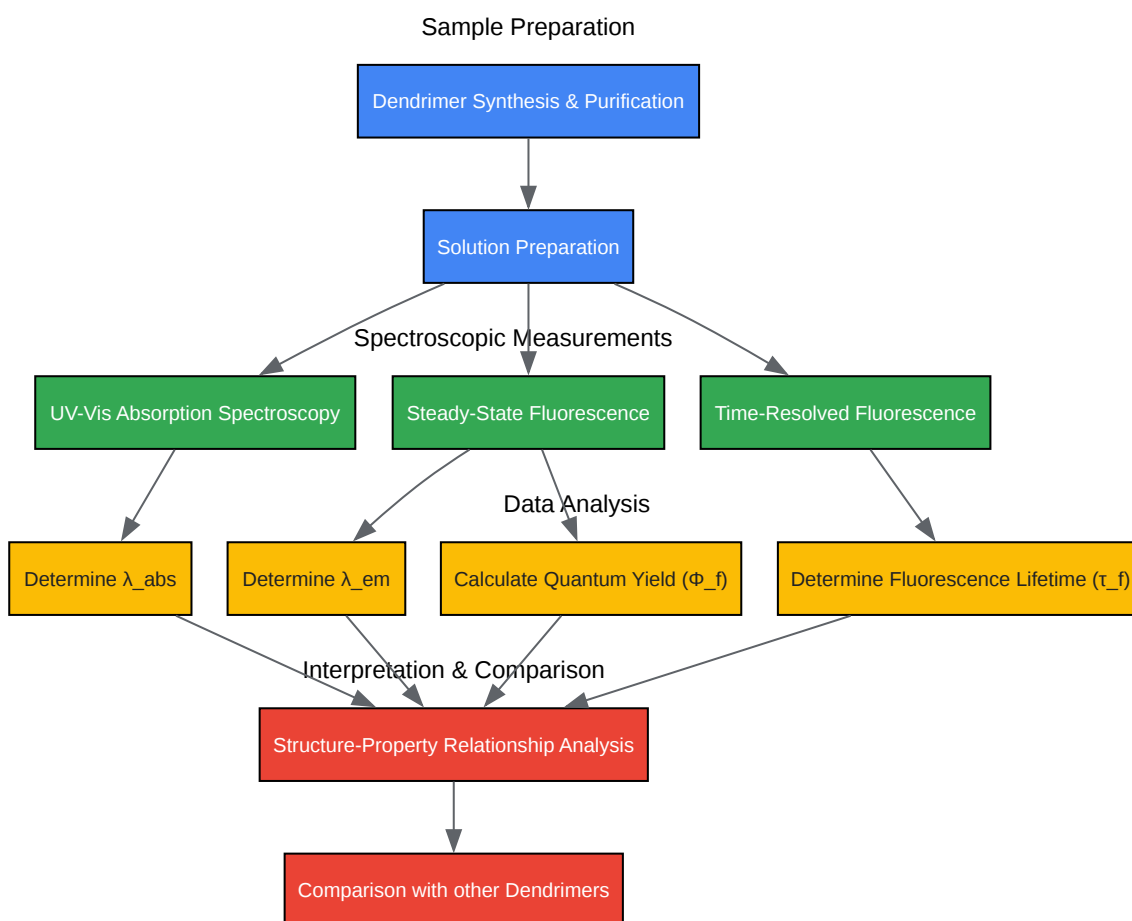 Sample Preparation
Dendrimer Synthesis & Purification
Solution Preparation
Spectroscopic Measurements
UV-Vis Absorption Spectroscopy
Steady-State Fluorescence
Time-Resolved Fluorescence
Data Analysis
Determine λ_abs
Determine λ_em
Calculate Quantum Yield (Φ_f)
Determine Fluorescence Lifetime (τ_f)
Interpretation & Comparison
Structure-Property Relationship Analysis
Comparison with other Dendrimers